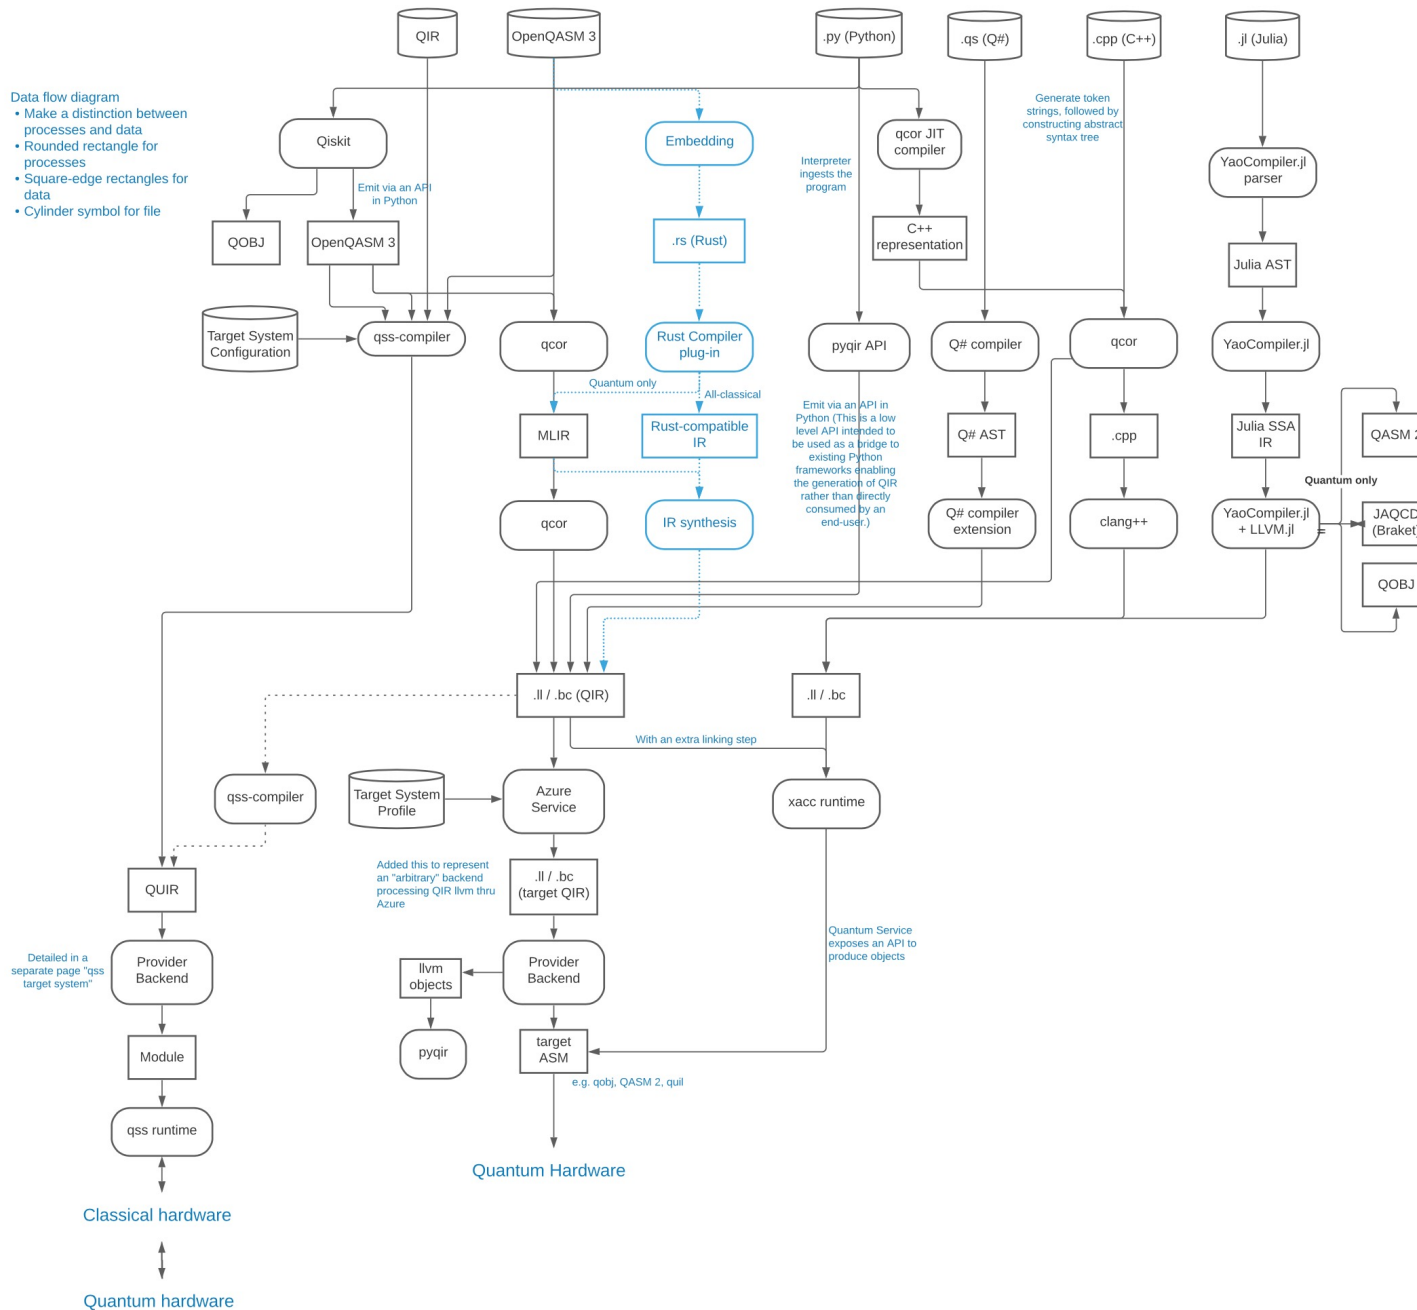 QIR
OpenQASM 3
.py (Python)
.qs (Q#)
.cpp (C++)
.jl (Julia)
Data flow diagram
• Make a distinction between
processes and data
• Rounded rectangle for
processes
• Square-edge rectangles for
data
• Cylinder symbol for file
Generate token
strings, followed by
constructing abstract
syntax tree
Qiskit
Embedding
qcor JIT
compiler
Interpreter
ingests the
program
YaoCompiler.jl
parser
Emit via an API
in Python
QOBJ
OpenQASM 3
.rs (Rust)
C++
representation
Julia AST
Target System
Configuration
qss-compiler
qcor
Rust Compiler
plug-in
pyqir API
Q# compiler
qcor
YaoCompiler.jl
Quantum only
All-classical
MLIR
Rust-compatible
IR
Emit via an API in
Python (This is a low
level API intended to
be used as a bridge to
existing Python
frameworks enabling
the generation of QIR
rather than directly
consumed by an
end-user.)
Q# AST
.cpp
Julia SSA
IR
QASM 2
Quantum only
qcor
IR synthesis
Q# compiler
extension
clang++
YaoCompiler.jl
+ LLVM.jl
=
JAQCD
(Braket)
QOBJ
.ll / .bc (QIR)
.ll / .bc
With an extra linking step
qss-compiler
Target System
Profile
Azure
Service
xacc runtime
Added this to represent
an "arbitrary" backend
processing QIR llvm thru
Azure
.ll / .bc
(target QIR)
QUIR
Detailed in a
separate page "qss
target system"
Provider
Backend
llvm
objects
Provider
Backend
Quantum Service
exposes an API to
produce objects
Module
pyqir
target
ASM
e.g. qobj, QASM 2, quil
qss runtime
Quantum Hardware
Classical hardware
Quantum hardware